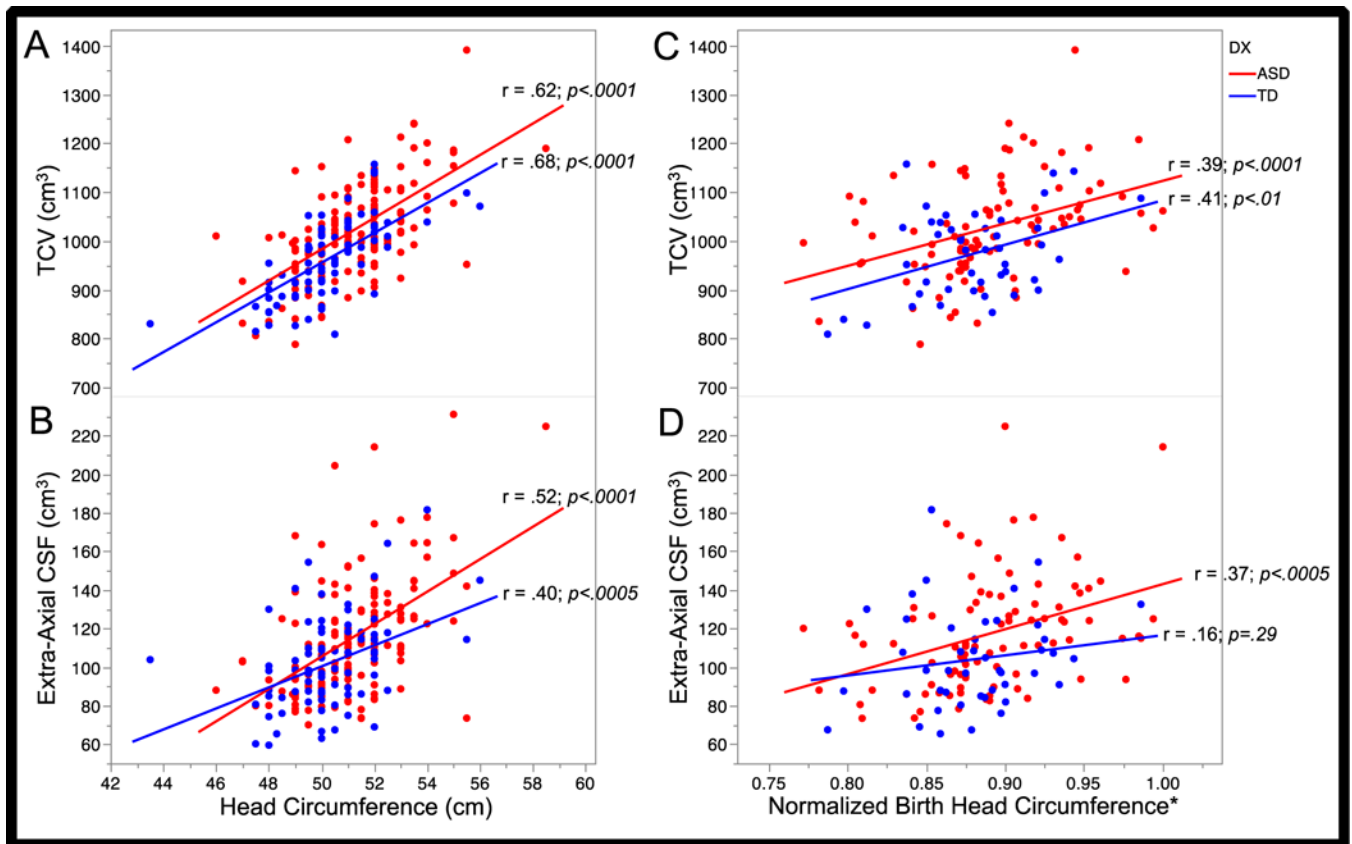 A
C
DX
ASD
TD
1400
1300
1200
1100
1000
900
800
700
TCV (cm³)
r = .62; p<.0001
r = .68; p<.0001
1400
1300
1200
1100
1000
900
800
700
TCV (cm³)
r = .39; p<.0001
r = .41; p<.01
B
220
200
180
160
140
120
100
80
60
Extra-Axial CSF (cm³)
r = .52; p<.0001
r = .40; p<.0005
42 44 46 48 50 52 54 56 58 60
Head Circumference (cm)
D
220
200
180
160
140
120
100
80
60
Extra-Axial CSF (cm³)
r = .37; p<.0005
r = .16; p=.29
0.75 0.80 0.85 0.90 0.95 1.00
Normalized Birth Head Circumference*